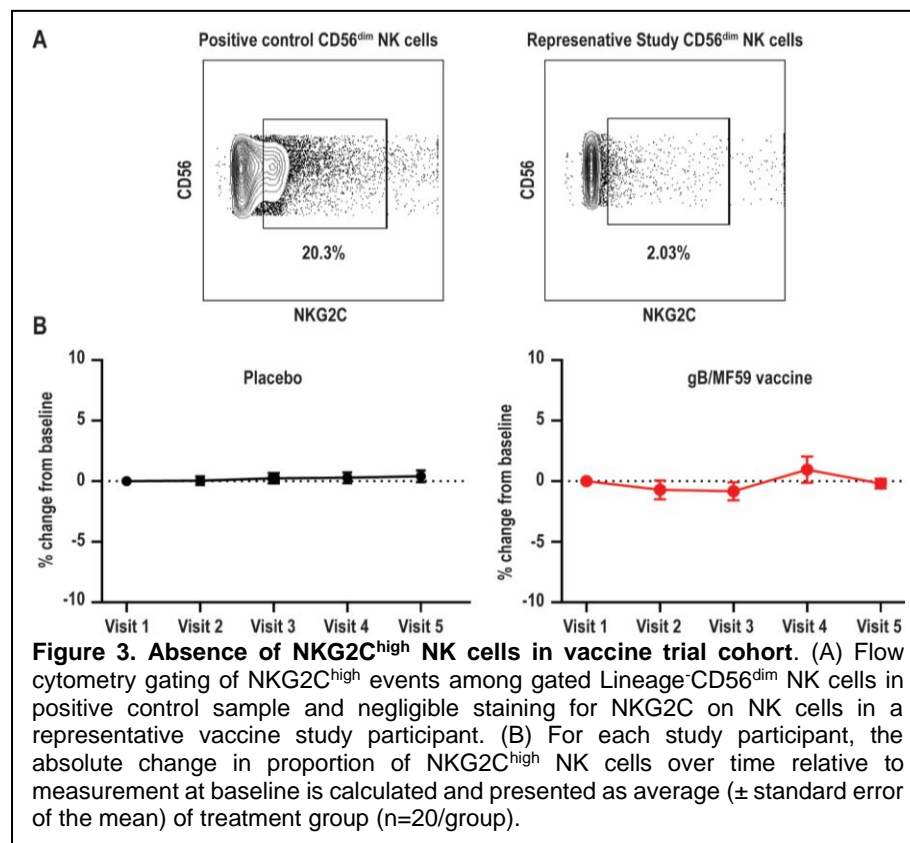 A
Positive control CD56dim NK cells
Represenative Study CD56dim NK cells
CD56
20.3%
NKG2C
CD56
2.03%
NKG2C
B
% change from baseline
10
5
0
-5
-10
Placebo
Visit 1 Visit 2 Visit 3 Visit 4 Visit 5
% change from baseline
10
5
0
-5
-10
gB/MF59 vaccine
Visit 1 Visit 2 Visit 3 Visit 4 Visit 5
Figure 3. Absence of NKG2Chigh NK cells in vaccine trial cohort. (A) Flow
cytometry gating of NKG2Chigh events among gated Lineage-CD56dim NK cells in
positive control sample and negligible staining for NKG2C on NK cells in a
representative vaccine study participant. (B) For each study participant, the
absolute change in proportion of NKG2Chigh NK cells over time relative to
measurement at baseline is calculated and presented as average (± standard error
of the mean) of treatment group (n=20/group).